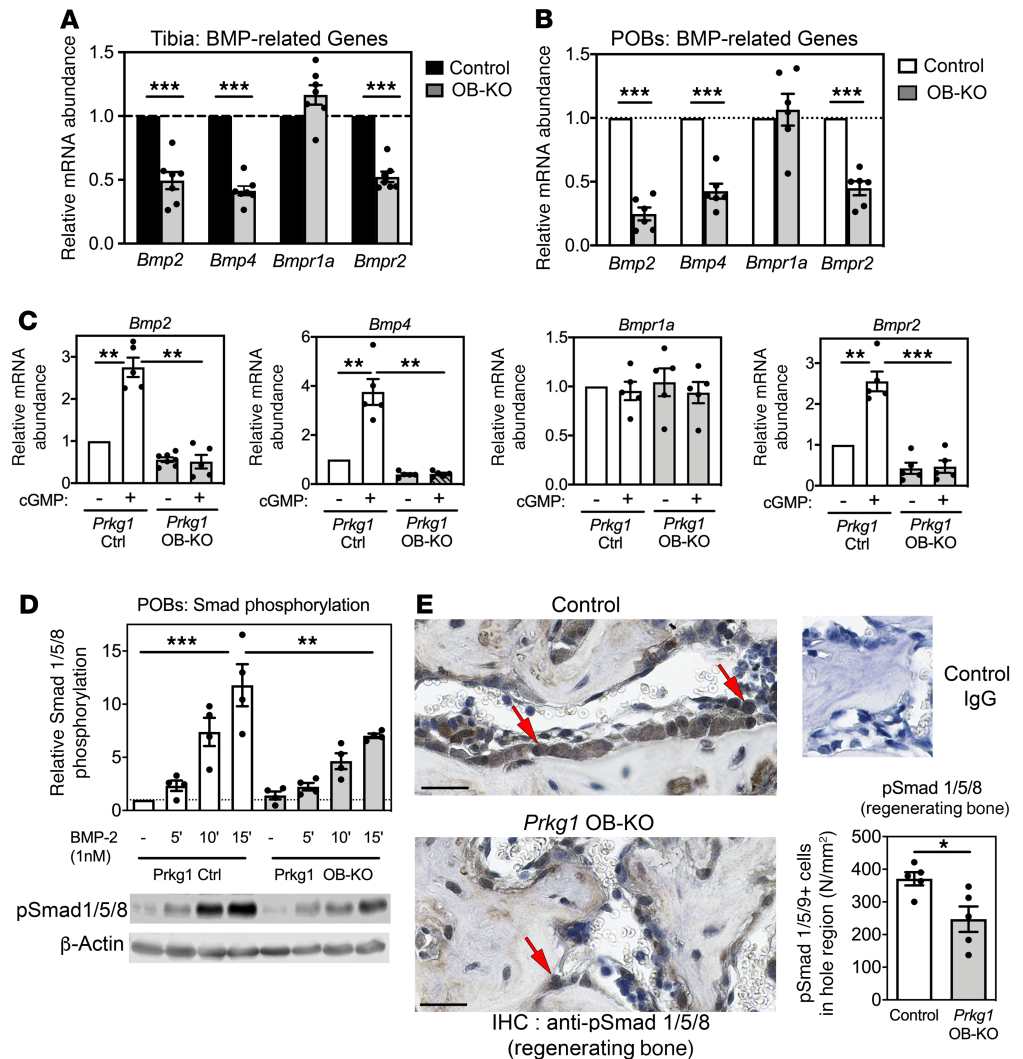 A
Tibia: BMP-related Genes
Relative mRNA abundance
1.5
1.0
0.5
0.0
***
***
***
Control
OB-KO
Bmp2
Bmp4
Bmpr1a
Bmpr2
B
POBs: BMP-related Genes
Relative mRNA abundance
1.5
1.0
0.5
0.0
***
***
***
Control
OB-KO
Bmp2
Bmp4
Bmpr1a
Bmpr2
C
Bmp2
Relative mRNA
abundance
3
2
1
0
**
**
cGMP:
-
+
-
+
Prkg1
Ctrl
Prkg1
OB-KO
Bmp4
Relative mRNA
abundance
6
4
2
0
**
**
cGMP:
-
+
-
+
Prkg1
Ctrl
Prkg1
OB-KO
Bmpr1a
Relative mRNA
abundance
1.5
1.0
0.5
0.0
-
+
-
+
Prkg1
Ctrl
Prkg1
OB-KO
Bmpr2
Relative mRNA
abundance
3
2
1
0
**
***
cGMP:
-
+
-
+
Prkg1
Ctrl
Prkg1
OB-KO
D
POBs: Smad phosphorylation
Relative Smad 1/5/8
phosphorylation
15
10
5
0
***
**
BMP-2
(1nM)
-
5'
10'
15'
-
5'
10'
15'
Prkg1 Ctrl
Prkg1 OB-KO
pSmad1/5/8
β-Actin
E
Control
Control
IgG
Prkg1 OB-KO
IHC : anti-pSmad 1/5/8
(regenerating bone)
pSmad 1/5/8
(regenerating bone)
pSmad 1/5/9+ cells
in hole region (N/mm²)
500
400
300
200
100
0
*
Control
Prkg1
OB-KO